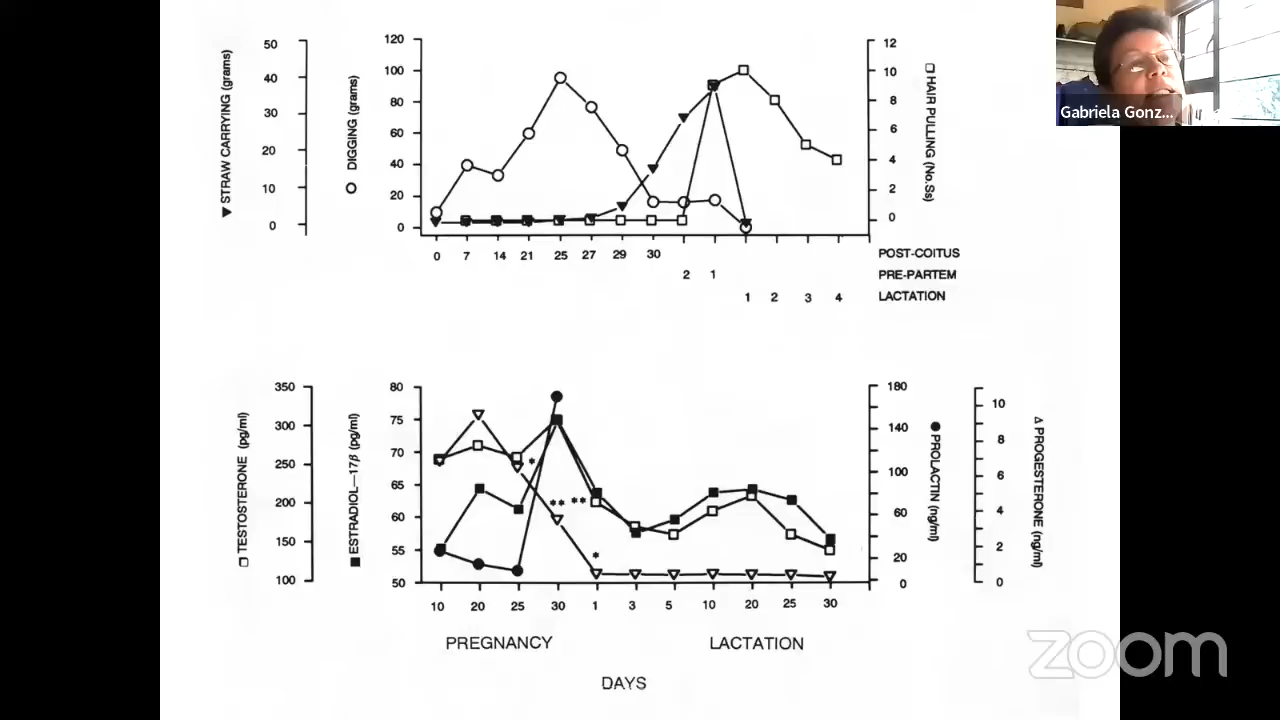 STRAW CARRYING (grams)
50
40
30
20
10
0
DIGGING (grams)
120
100
80
60
40
20
0
12
10
8
6
4
2
0
HAIR PULLING (No.Ss)
Gabriela Gonz...
0 7 14 21 25 27 29 30 POST-COITUS
2 1 PRE-PARTEM
1 2 3 4 LACTATION
TESTOSTERONE (pg/ml)
350
300
250
200
150
100
ESTRADIOL—17β (pg/ml)
80
75
70
65
60
55
50
* ** ** *
180
140
100
60
20
0
PROLACTIN (ng/ml)
10
8
6
4
2
0
PROGESTERONE (ng/ml)
10 20 25 30 1 3 5 10 20 25 30
PREGNANCY LACTATION
DAYS
zoom